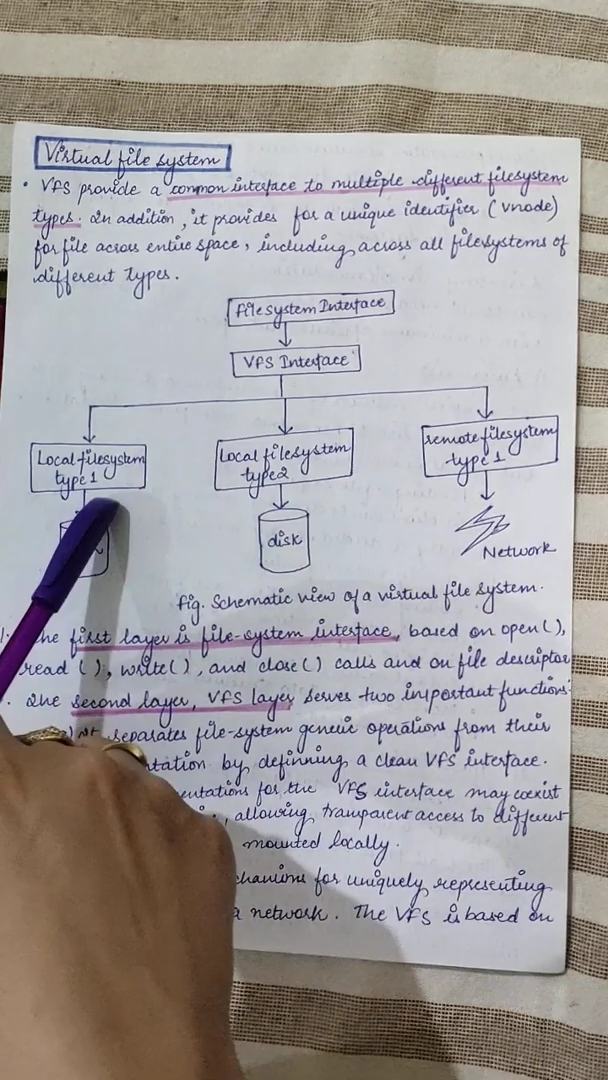 Virtual file system
• VFS provide a common interface to multiple different filesystem
types. In addition, it provides for a unique identifier (vnode)
for file across entire space, including across all filesystems of
different types.
Filesystem Interface
VFS Interface
Local filesystem
type 1
Local filesystem
type 2
remote filesystem
type 1
disk
Network
Fig. Schematic view of a virtual file system.
1. The first layer is file-system interface, based on open(),
read(), write(), and close() calls and on file descriptor
. The second layer, VFS layer serves two important functions:
separates file-system generic operations from their
by definning a clean VFS interface.
for the VFS interface may coexist
, allowing transparent access to different
mounted locally.
for uniquely representing
a network. The VFS is based on